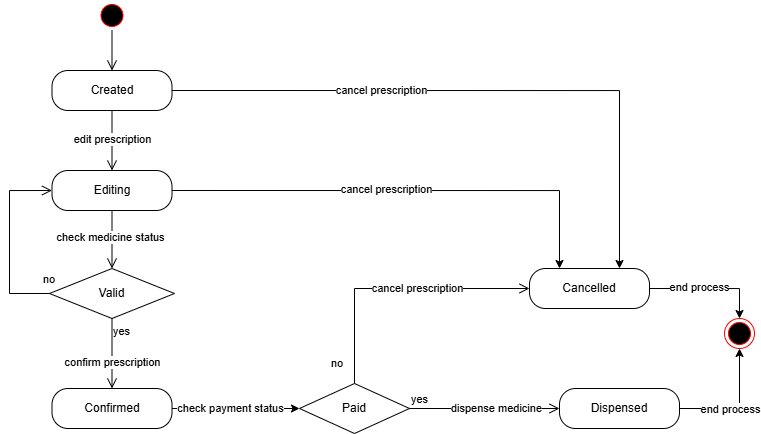 Created
cancel prescription
edit prescription
Editing
cancel prescription
check medicine status
no
Valid
Cancelled
end process
cancel prescription
yes
confirm prescription
no
Confirmed
check payment status
Paid
yes
dispense medicine
Dispensed
end process